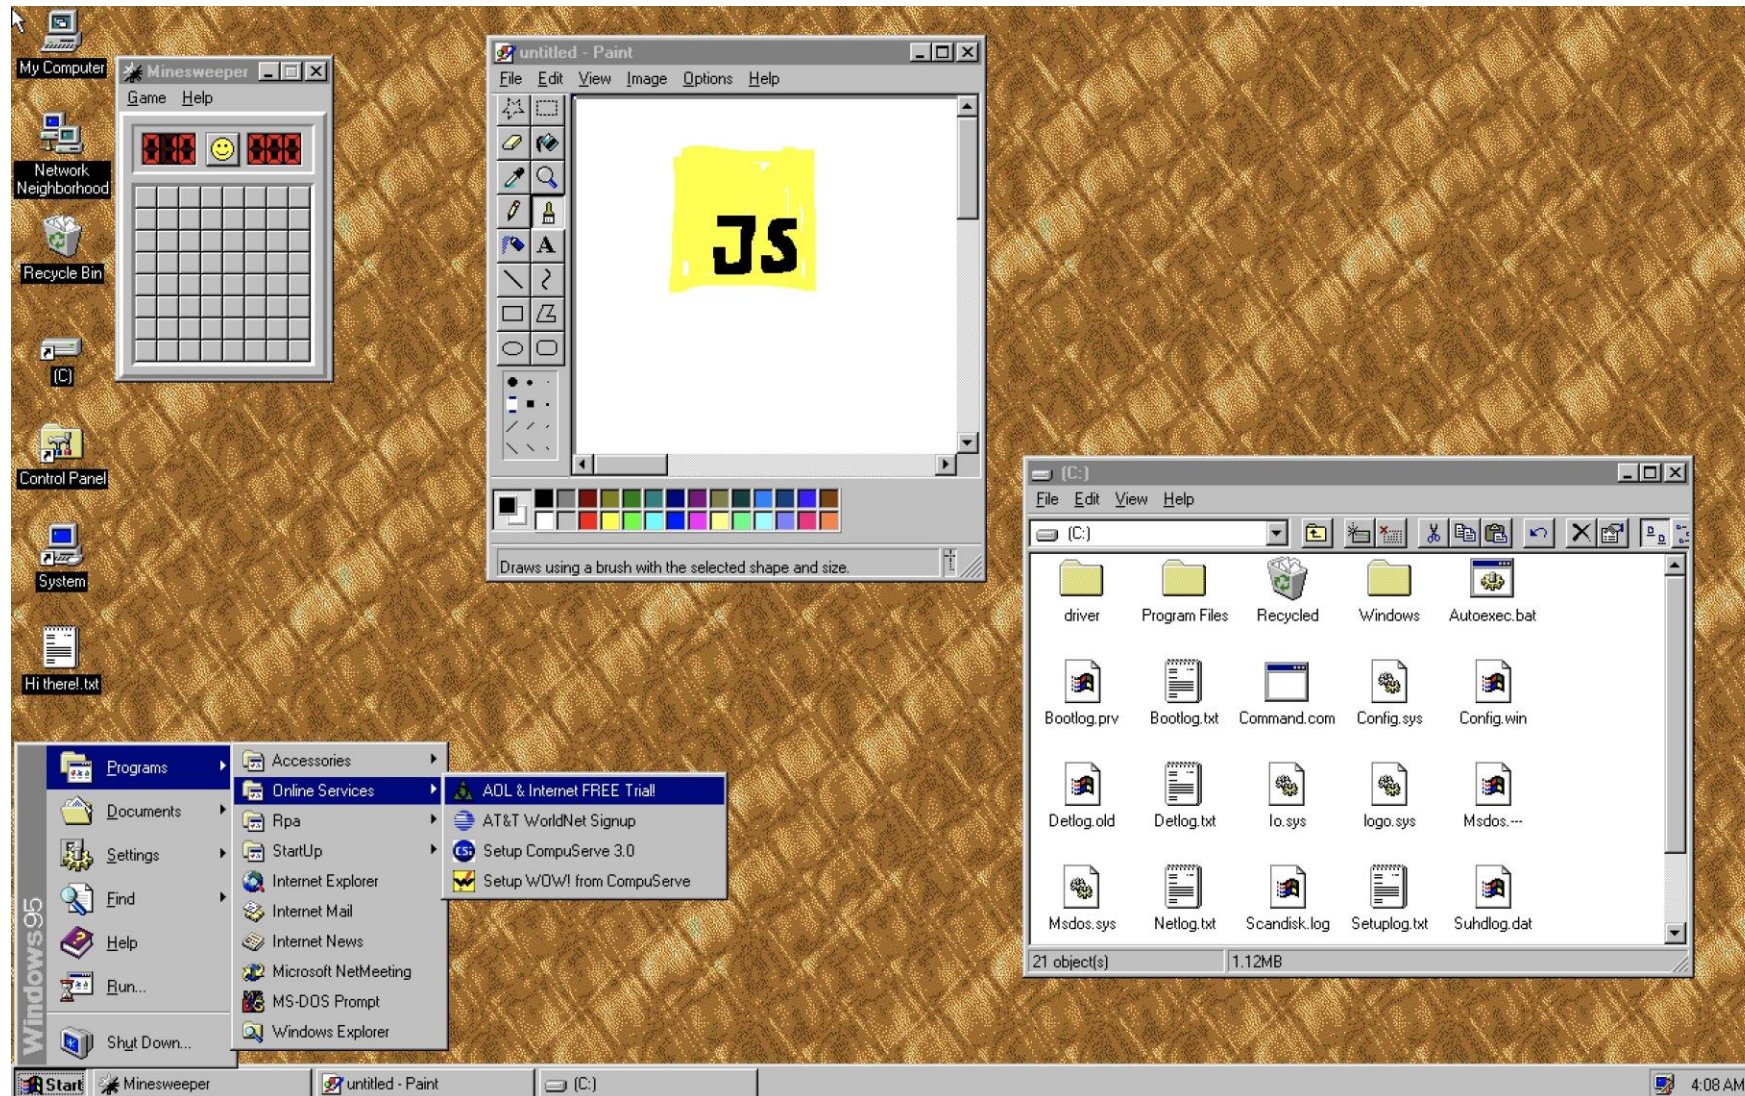 My Computer
Network
Neighborhood
Recycle Bin
(C)
Control Panel
System
Hi there!.txt
Minesweeper
Game Help
untitled - Paint
File Edit View Image Options Help
A
JS
Draws using a brush with the selected shape and size.
(C:)
File Edit View Help
(C:)
driver Program Files Recycled Windows Autoexec.bat
Bootlog.prv Bootlog.txt Command.com Config.sys Config.win
Detlog.old Detlog.txt Io.sys logo.sys Msdos.---
Msdos.sys Netlog.txt Scandisk.log Setuplog.txt Suhdlog.dat
21 object(s) 1.12MB
Windows95
Programs
Documents
Settings
Find
Help
Run...
Shut Down...
Accessories
Online Services
Rpa
StartUp
Internet Explorer
Internet Mail
Internet News
Microsoft NetMeeting
MS-DOS Prompt
Windows Explorer
AOL & Internet FREE Trial!
AT&T WorldNet Signup
CSi Setup CompuServe 3.0
Setup WOW! from CompuServe
Start Minesweeper untitled - Paint (C:) 4:08 AM